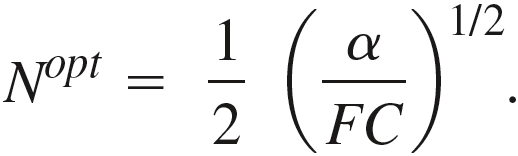 N^{opt} = \frac{1}{2} \left( \frac{\alpha}{FC} \right)^{1/2}.